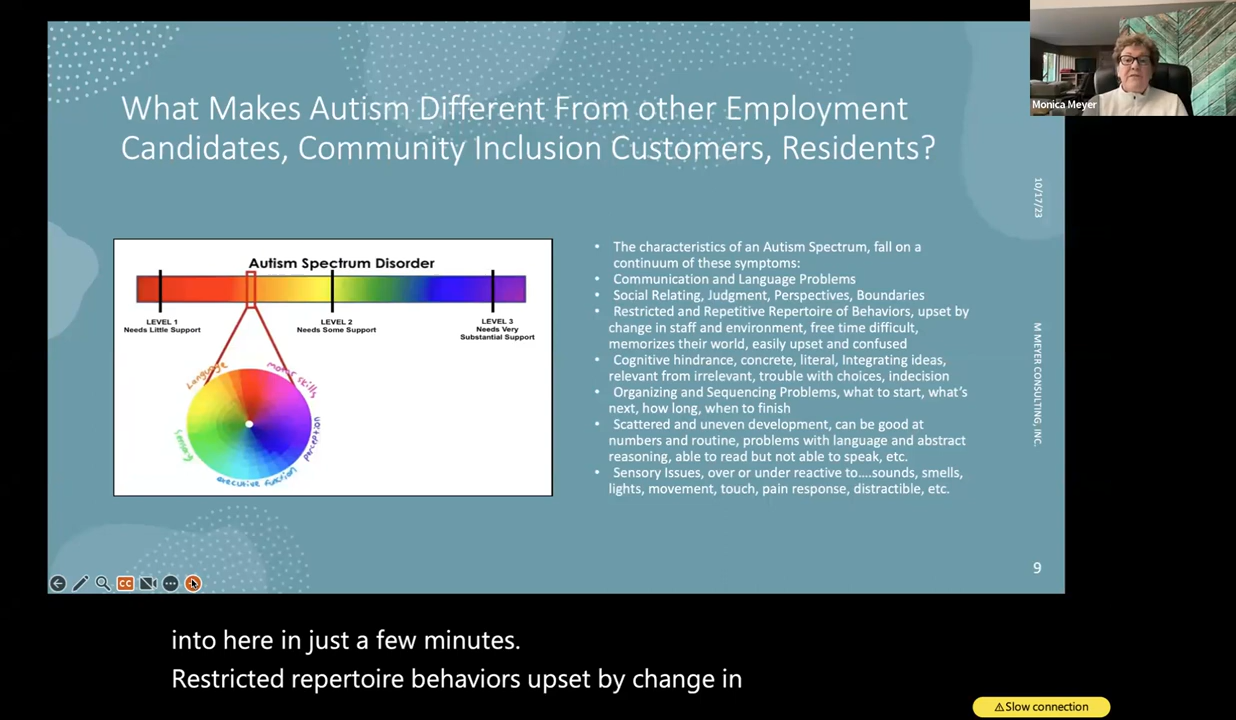 What Makes Autism Different From other Employment
Candidates, Community Inclusion Customers, Residents?
Monica Meyer
10/17/23
M MEYER CONSULTING, INC.
Autism Spectrum Disorder
LEVEL 1
Needs Little Support
LEVEL 2
Needs Some Support
LEVEL 3
Needs Very
Substantial Support
Language
motor skills
sensory
perception
executive function
• The characteristics of an Autism Spectrum, fall on a
continuum of these symptoms:
• Communication and Language Problems
• Social Relating, Judgment, Perspectives, Boundaries
• Restricted and Repetitive Repertoire of Behaviors, upset by
change in staff and environment, free time difficult,
memorizes their world, easily upset and confused
• Cognitive hindrance, concrete, literal, Integrating ideas,
relevant from irrelevant, trouble with choices, indecision
• Organizing and Sequencing Problems, what to start, what's
next, how long, when to finish
• Scattered and uneven development, can be good at
numbers and routine, problems with language and abstract
reasoning, able to read but not able to speak, etc.
• Sensory Issues, over or under reactive to....sounds, smells,
lights, movement, touch, pain response, distractible, etc.
9
CC
into here in just a few minutes.
Restricted repertoire behaviors upset by change in
⚠Slow connection